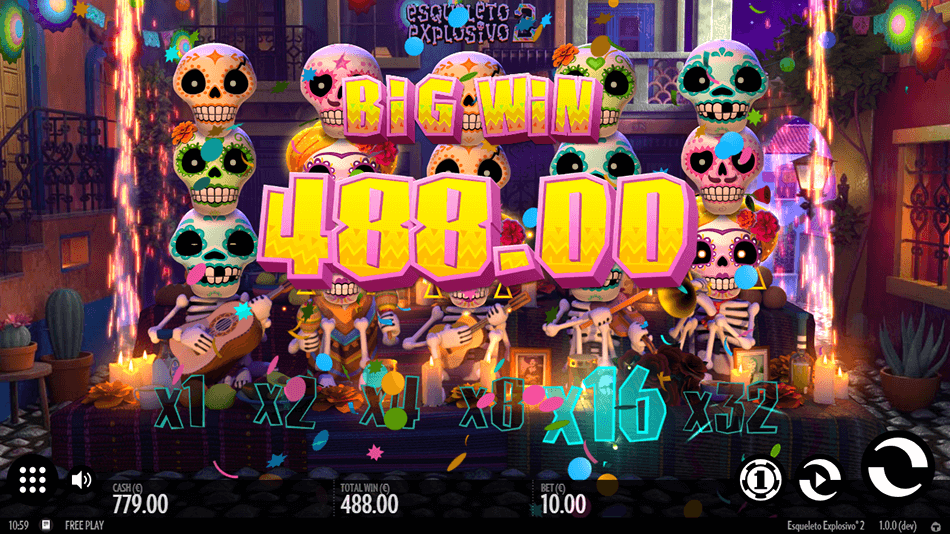 esqueleto
explosivo 2
BiG WiN
488.00
x1 x2 x4 x8 x16 x32
CASH (€) TOTAL WIN (€) BET (€)
779.00 488.00 10.00
1
10:59 FREE PLAY Esqueleto Explosivo® 2 1.0.0 (dev)